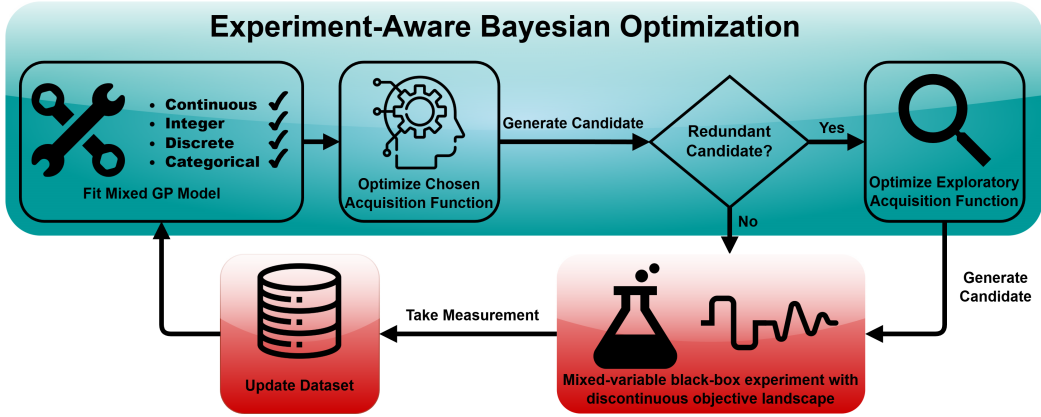 Experiment-Aware Bayesian Optimization
• Continuous ✓
• Integer ✓
• Discrete ✓
• Categorical ✓
Fit Mixed GP Model
Optimize Chosen
Acquisition Function
Generate Candidate
Redundant
Candidate?
Yes
Optimize Exploratory
Acquisition Function
No
Generate
Candidate
Mixed-variable black-box experiment with
discontinuous objective landscape
Take Measurement
Update Dataset